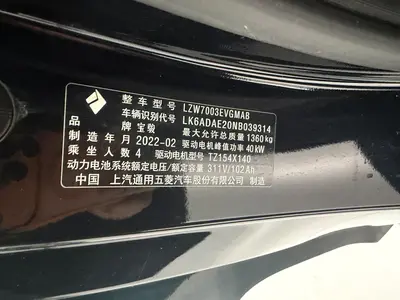 整车型号 LZW7003EVGMAB
车辆识别代号 LK6ADAE20NB039314
品牌 宝骏 最大允许总质量 1360kg
制造年月 2022-02 驱动电机峰值功率 40kW
乘坐人数 4 驱动电机型号 TZ154X140
动力电池系统额定电压/额定容量 311V/102Ah
中国 上汽通用五菱汽车股份有限公司制造